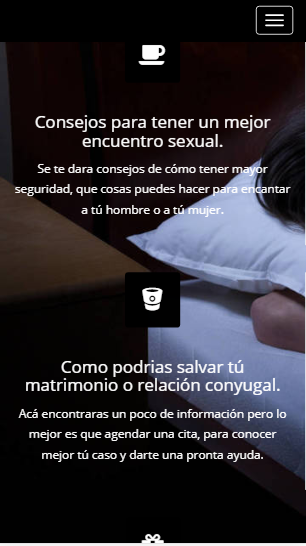 Consejos para tener un mejor
encuentro sexual.
Se te dara consejos de cómo tener mayor
seguridad, que cosas puedes hacer para encantar
a tú hombre o a tú mujer.
Como podrias salvar tú
matrimonio o relación conyugal.
Acá encontraras un poco de información pero lo
mejor es que agendar una cita, para conocer
mejor tú caso y darte una pronta ayuda.